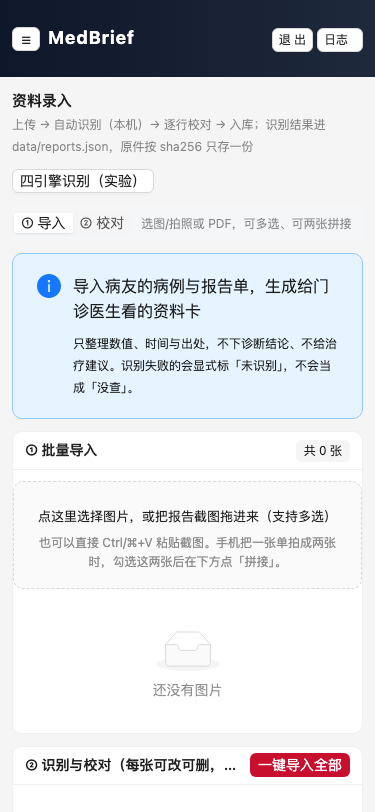 MedBrief
退 出
日志
资料录入
上传 → 自动识别（本机）→ 逐行校对 → 入库；识别结果进
data/reports.json，原件按 sha256 只存一份
四引擎识别（实验）
① 导入
② 校对
选图/拍照或 PDF，可多选、可两张拼接
导入病友的病例与报告单，生成给门
诊医生看的资料卡
只整理数值、时间与出处，不下诊断结论、不给治
疗建议。识别失败的会显式标「未识别」，不会当
成「没查」。
① 批量导入
共 0 张
点这里选择图片，或把报告截图拖进来（支持多选）
也可以直接 Ctrl/⌘+V 粘贴截图。手机把一张单拍成两张
时，勾选这两张后在下方点「拼接」。
还没有图片
② 识别与校对（每张可改可删，...
一键导入全部